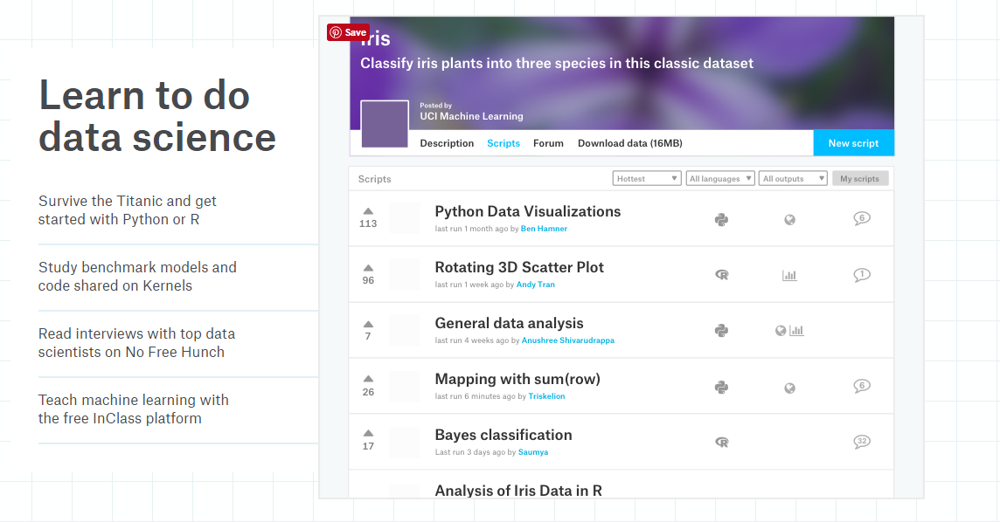 Learn to do
data science
Survive the Titanic and get
started with Python or R
Study benchmark models and
code shared on Kernels
Read interviews with top data
scientists on No Free Hunch
Teach machine learning with
the free InClass platform
Save
Iris
Classify iris plants into three species in this classic dataset
Posted by
UCI Machine Learning
Description Scripts Forum Download data (16MB) New script
Scripts Hottest All languages All outputs My scripts
113 Python Data Visualizations 6
last run 1 month ago by Ben Hamner
96 Rotating 3D Scatter Plot 1
last run 1 week ago by Andy Tran
7 General data analysis
last run 4 weeks ago by Anushree Shivarudrappa
26 Mapping with sum(row) 6
last run 6 minutes ago by Triskelion
17 Bayes classification 32
Last run 3 days ago by Saumya
Analysis of Iris Data in R